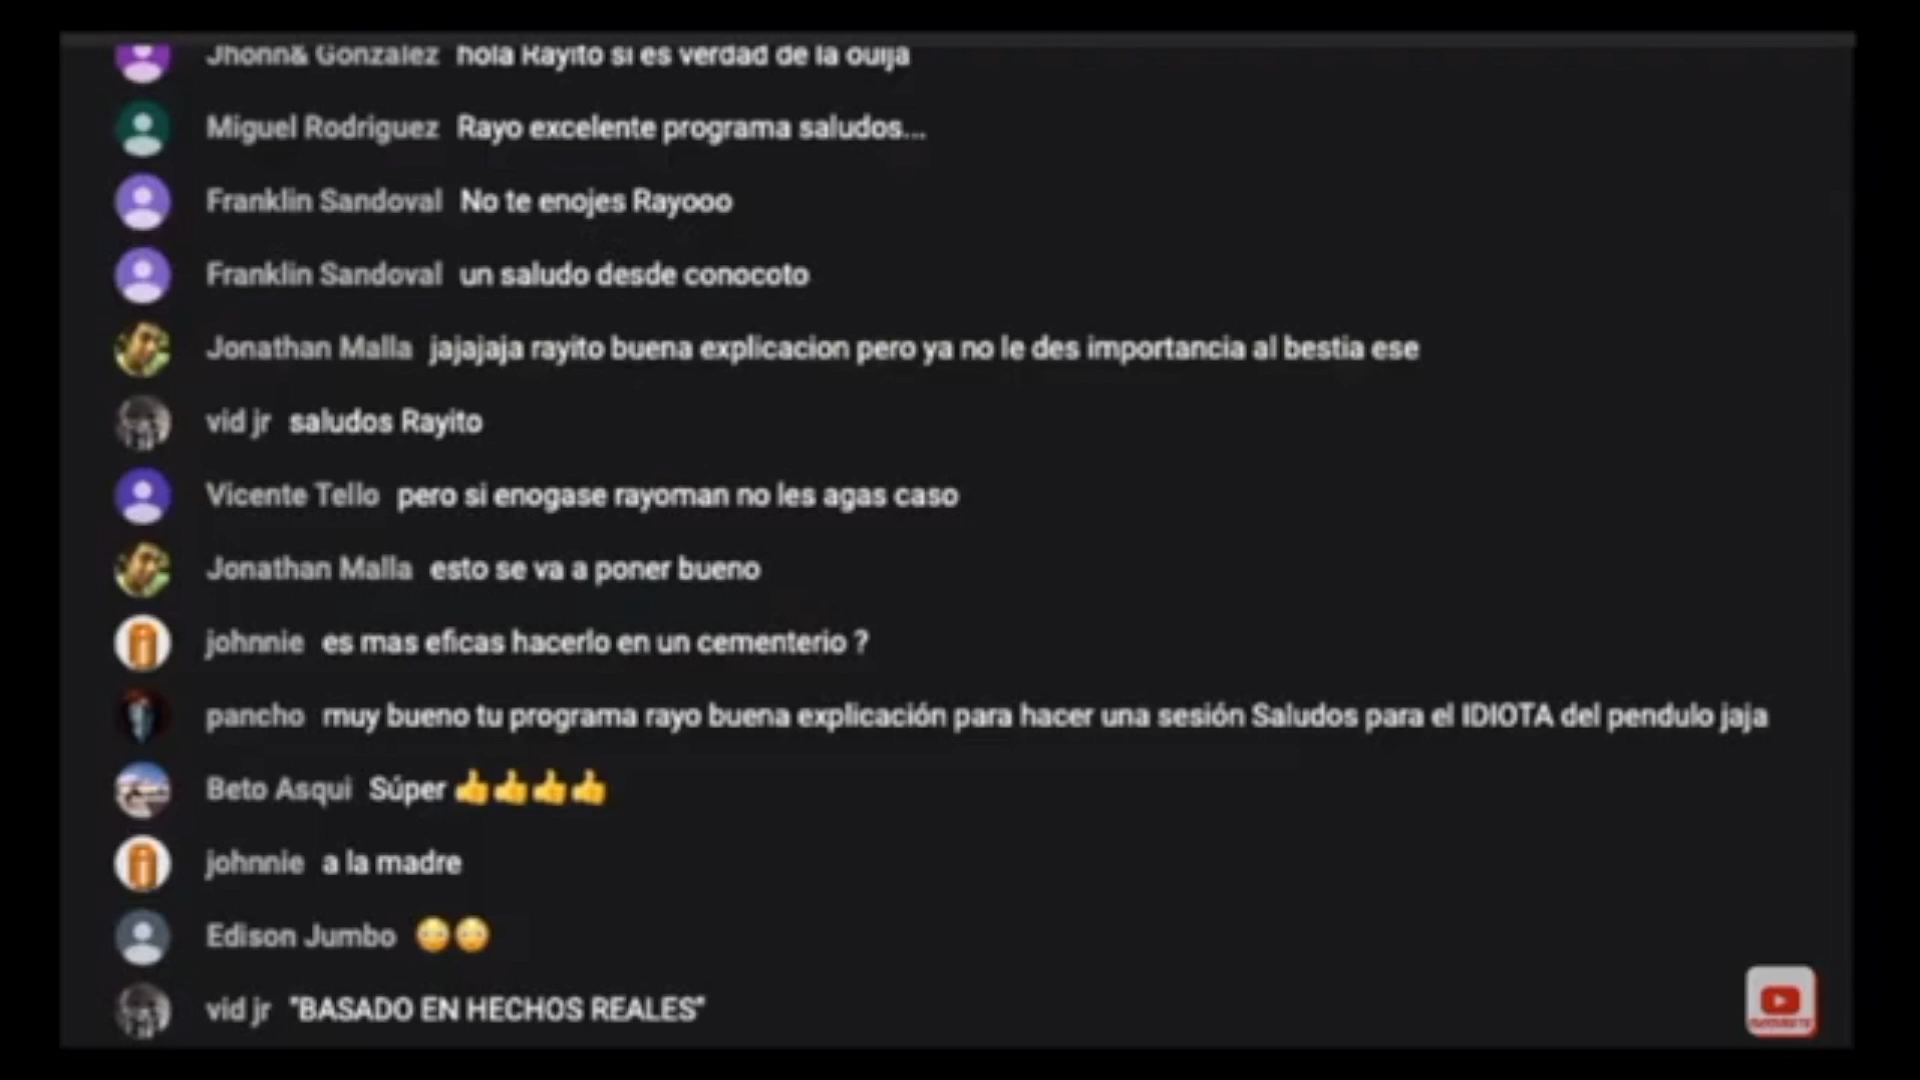 Jhonn& Gonzalez hola Rayito si es verdad de la ouija
Miguel Rodriguez Rayo excelente programa saludos...
Franklin Sandoval No te enojes Rayooo
Franklin Sandoval un saludo desde conocoto
Jonathan Malla jajajaja rayito buena explicacion pero ya no le des importancia al bestia ese
vid jr saludos Rayito
Vicente Tello pero si enogase rayoman no les agas caso
Jonathan Malla esto se va a poner bueno
johnnie es mas eficas hacerlo en un cementerio ?
pancho muy bueno tu programa rayo buena explicación para hacer una sesión Saludos para el IDIOTA del pendulo jaja
Beto Asqui Súper 👍👍👍👍
johnnie a la madre
Edison Jumbo 😳😳
vid jr "BASADO EN HECHOS REALES"